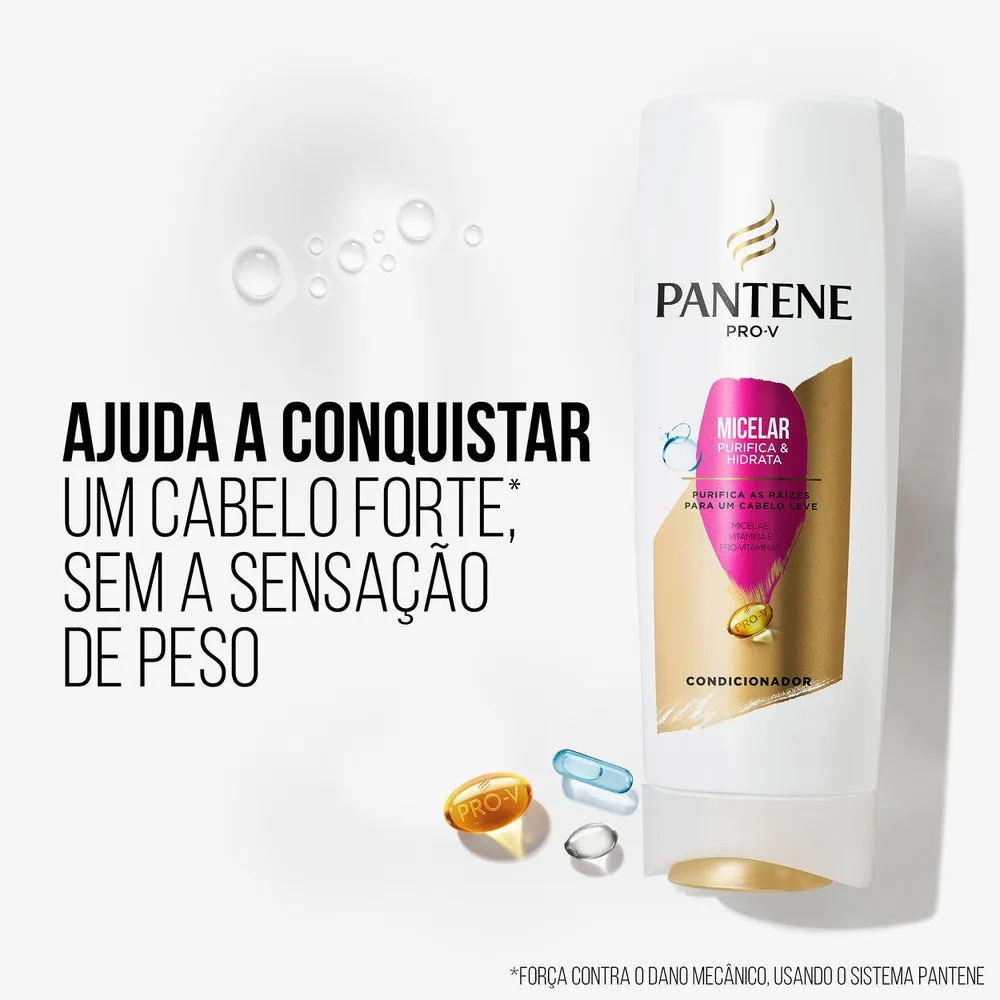 AJUDA A CONQUISTAR
UM CABELO FORTE,*
SEM A SENSAÇÃO
DE PESO
PANTENE
PRO-V
MICELAR
PURIFICA &
HIDRATA
PURIFICA AS RAÍZES
PARA UM CABELO LEVE
MICELAS
VITAMINA E
PRO-VITAMINAS
PRO-V
CONDICIONADOR
PRO-V
*FORÇA CONTRA O DANO MECÂNICO, USANDO O SISTEMA PANTENE